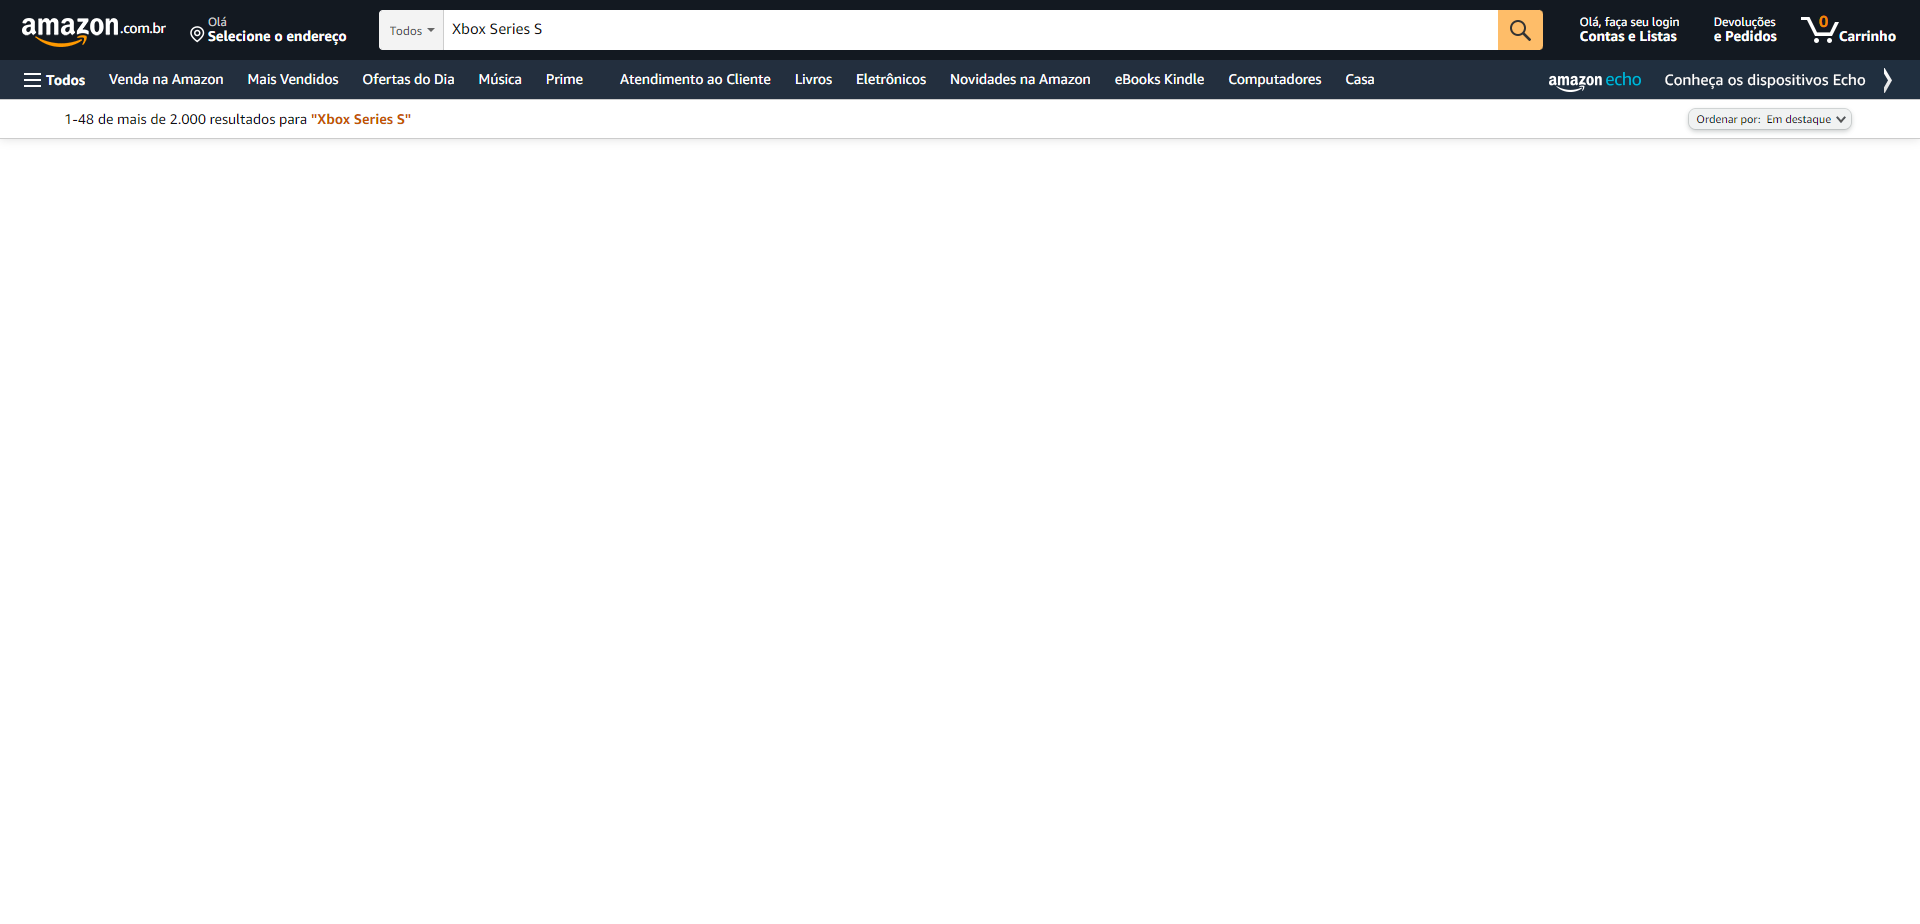 amazon.com.br
Olá
Selecione o endereço
Todos
Xbox Series S
Olá, faça seu login
Contas e Listas
Devoluções
e Pedidos
0
Carrinho
Todos
Venda na Amazon
Mais Vendidos
Ofertas do Dia
Música
Prime
Atendimento ao Cliente
Livros
Eletrônicos
Novidades na Amazon
eBooks Kindle
Computadores
Casa
amazon echo
Conheça os dispositivos Echo
1-48 de mais de 2.000 resultados para "Xbox Series S"
Ordenar por: Em destaque